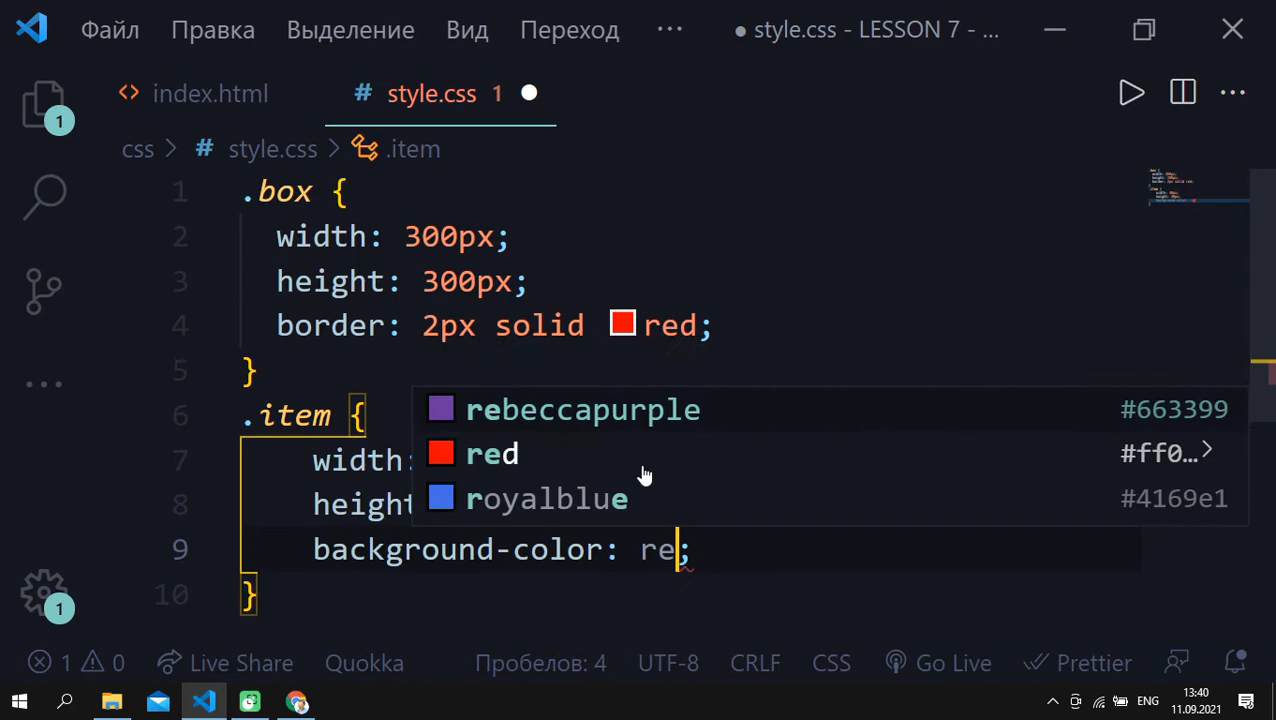 Файл Правка Выделение Вид Переход ··· ● style.css - LESSON 7 - ...
<> index.html # style.css 1
css > # style.css > .item
1 .box {
2 width: 300px;
3 height: 300px;
4 border: 2px solid red;
5 }
6 .item {
7 width:
8 height
9 background-color: re;
10 }
rebeccapurple #663399
red #ff0...
royalblue #4169e1
1
1
1 0 Live Share Quokka Пробелов: 4 UTF-8 CRLF CSS Go Live Prettier
ENG 13:40
11.09.2021